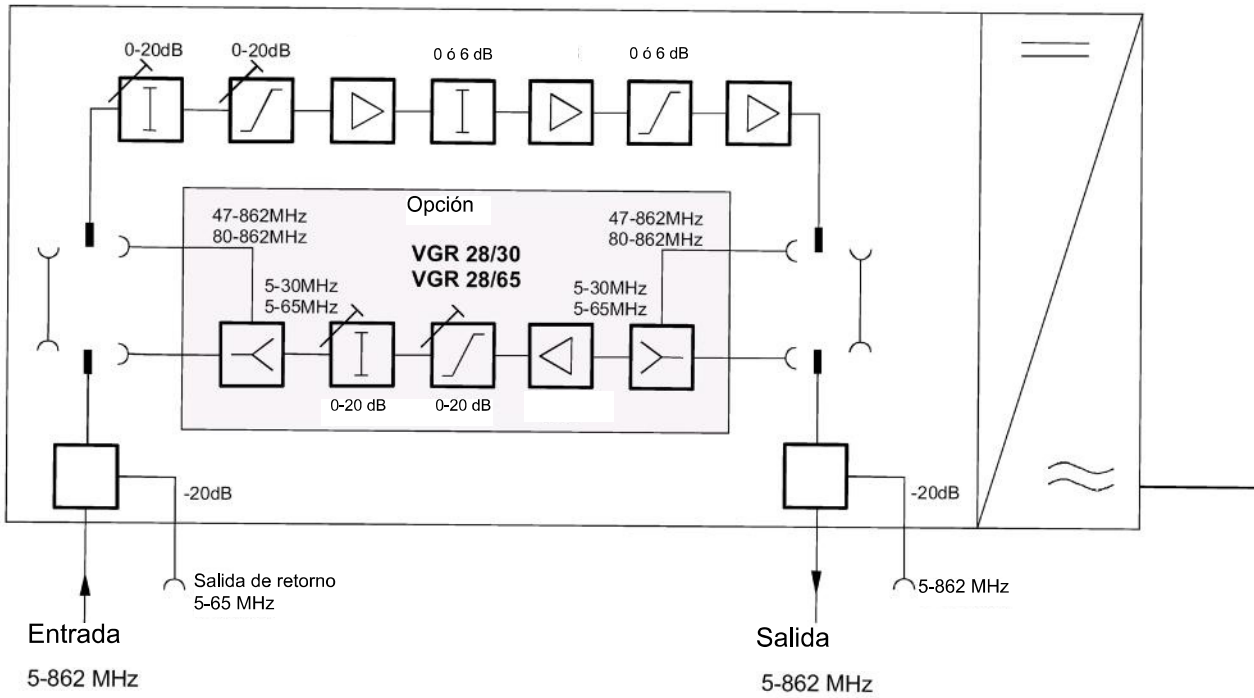 0-20dB
0-20dB
0 ó 6 dB
0 ó 6 dB
Opción
47-862MHz
80-862MHz
VGR 28/30
VGR 28/65
47-862MHz
80-862MHz
5-30MHz
5-65MHz
5-30MHz
5-65MHz
0-20 dB
0-20 dB
-20dB
-20dB
Salida de retorno
5-65 MHz
5-862 MHz
Entrada
5-862 MHz
Salida
5-862 MHz